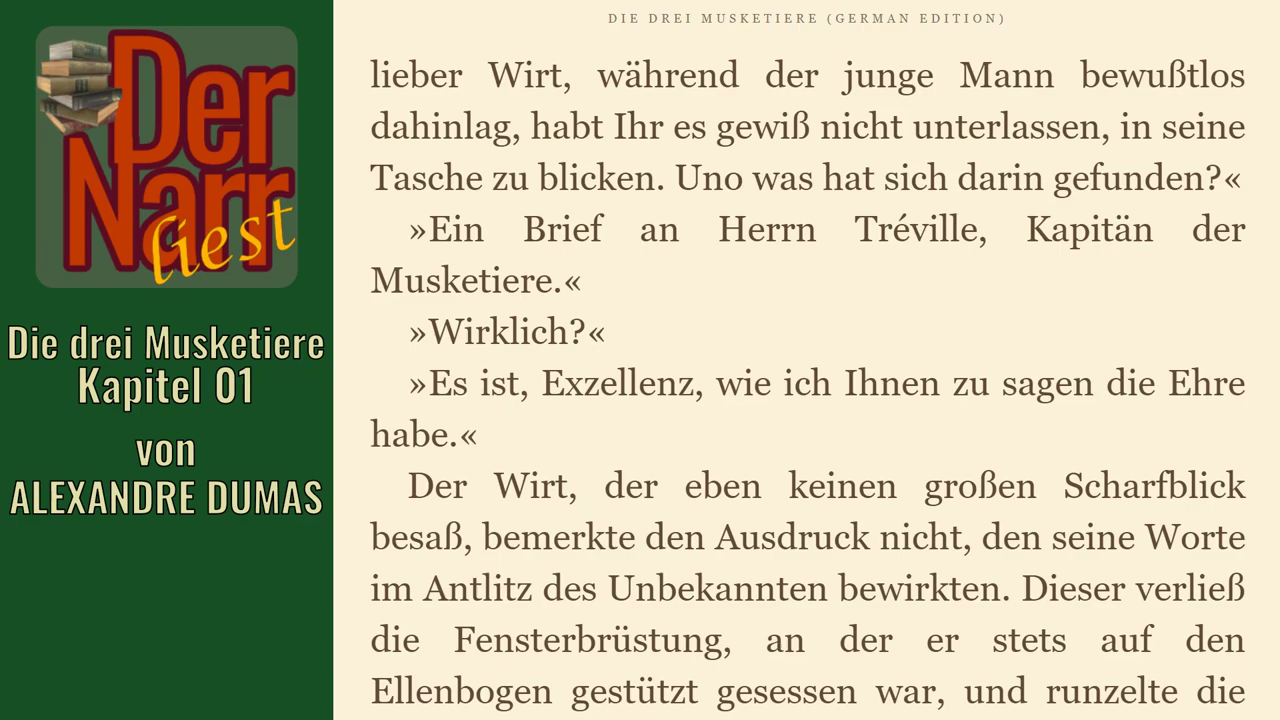 Der
Narr
liest
Die drei Musketiere
Kapitel 01
von
ALEXANDRE DUMAS
DIE DREI MUSKETIERE (GERMAN EDITION)
lieber Wirt, während der junge Mann bewußtlos
dahinlag, habt Ihr es gewiß nicht unterlassen, in seine
Tasche zu blicken. Uno was hat sich darin gefunden?«
»Ein Brief an Herrn Tréville, Kapitän der
Musketiere.«
»Wirklich?«
»Es ist, Exzellenz, wie ich Ihnen zu sagen die Ehre
habe.«
Der Wirt, der eben keinen großen Scharfblick
besaß, bemerkte den Ausdruck nicht, den seine Worte
im Antlitz des Unbekannten bewirkten. Dieser verließ
die Fensterbrüstung, an der er stets auf den
Ellenbogen gestützt gesessen war, und runzelte die